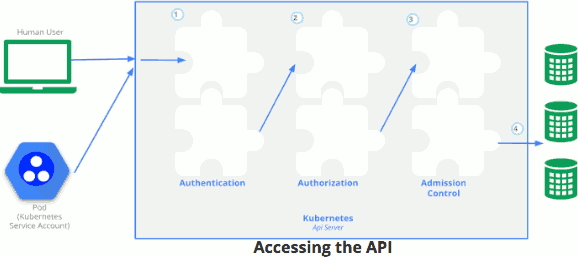 Human User
1
2
3
4
Pod
(Kubernetes
Service Account)
Authentication
Authorization
Admission
Control
Kubernetes
Api Server
Accessing the API